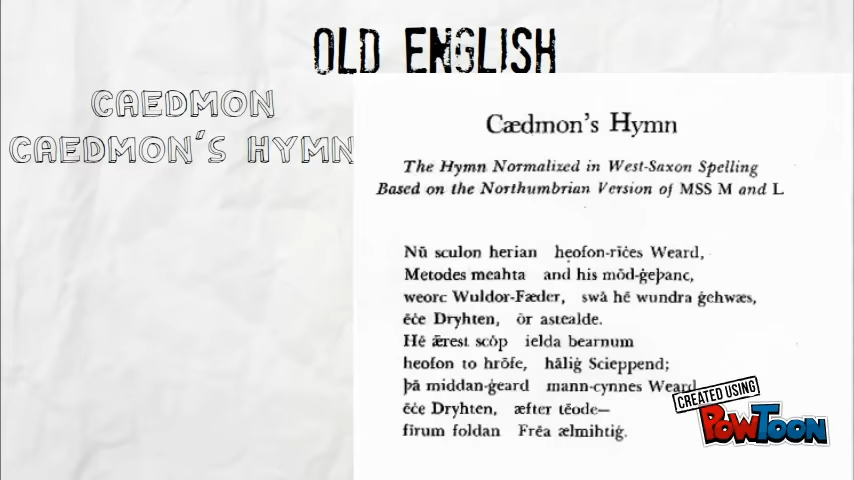 OLD ENGLISH
CAEDMON
CAEDMON'S HYMN
Cædmon's Hymn
The Hymn Normalized in West-Saxon Spelling
Based on the Northumbrian Version of MSS M and L
Nū sculon herian heofon-rīċes Weard,
Metodes meahta and his mōd-ġeþanc,
weorc Wuldor-Fæder, swā hē wundra ġehwæs,
ēċe Dryhten, ōr astealde.
Hē ǣrest scōp ielda bearnum
heofon to hrōfe, hāliġ Scieppend;
þā middan-ġeard mann-cynnes Weard
ēċe Dryhten, æfter tēode—
fīrum foldan Frēa ælmihtiġ.
CREATED USING
POWTOON